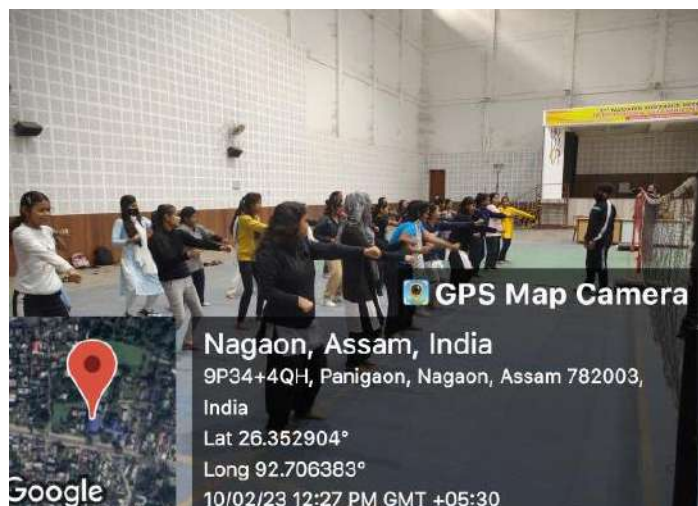 GPS Map Camera
Nagaon, Assam, India
9P34+4QH, Panigaon, Nagaon, Assam 782003,
India
Lat 26.352904°
Long 92.706383°
10/02/23 12:27 PM GMT +05:30
Google